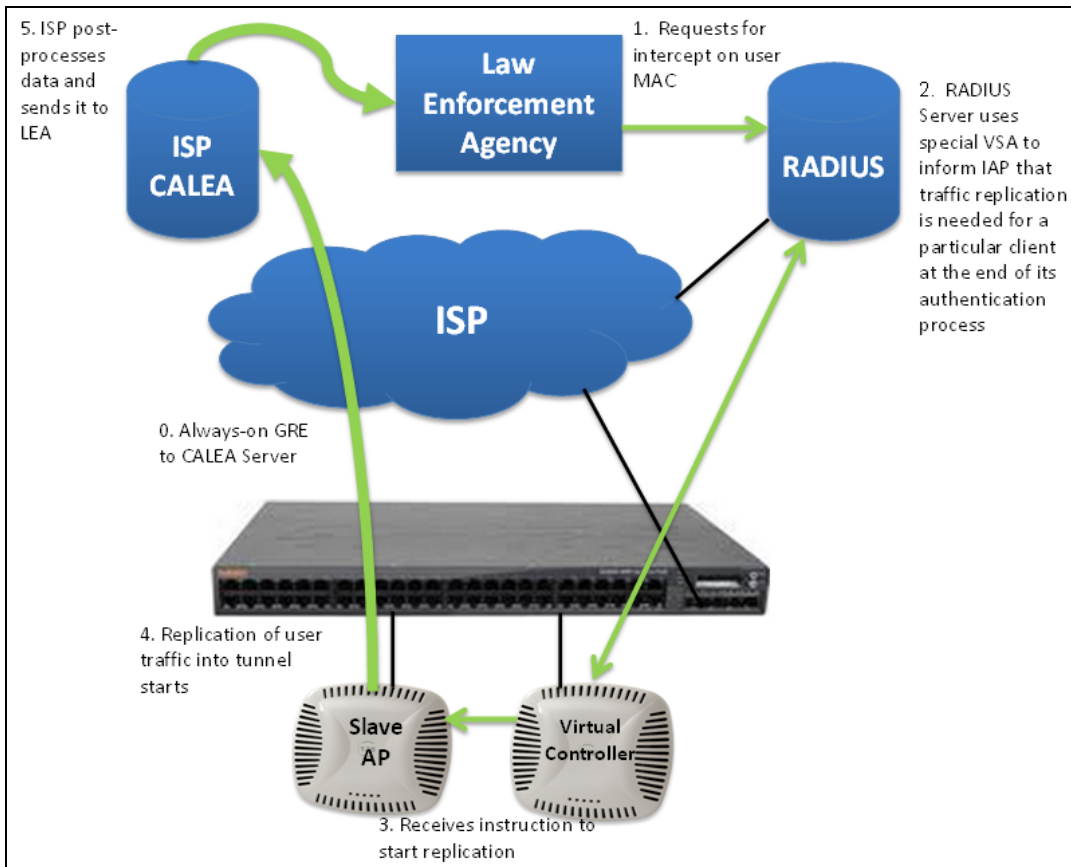 5. ISP post-
processes
data and
sends it to
LEA
ISP
CALEA
Law
Enforcement
Agency
1. Requests for
intercept on user
MAC
RADIUS
2. RADIUS
Server uses
special VSA to
inform IAP that
traffic replication
is needed for a
particular client
at the end of its
authentication
process
ISP
0. Always-on GRE
to CALEA Server
4. Replication of user
traffic into tunnel
starts
Slave
AP
Virtual
Controller
3. Receives instruction to
start replication